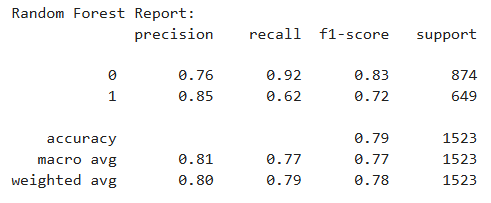 Random Forest Report:
precision recall f1-score support
0 0.76 0.92 0.83 874
1 0.85 0.62 0.72 649
accuracy 0.79 1523
macro avg 0.81 0.77 0.77 1523
weighted avg 0.80 0.79 0.78 1523